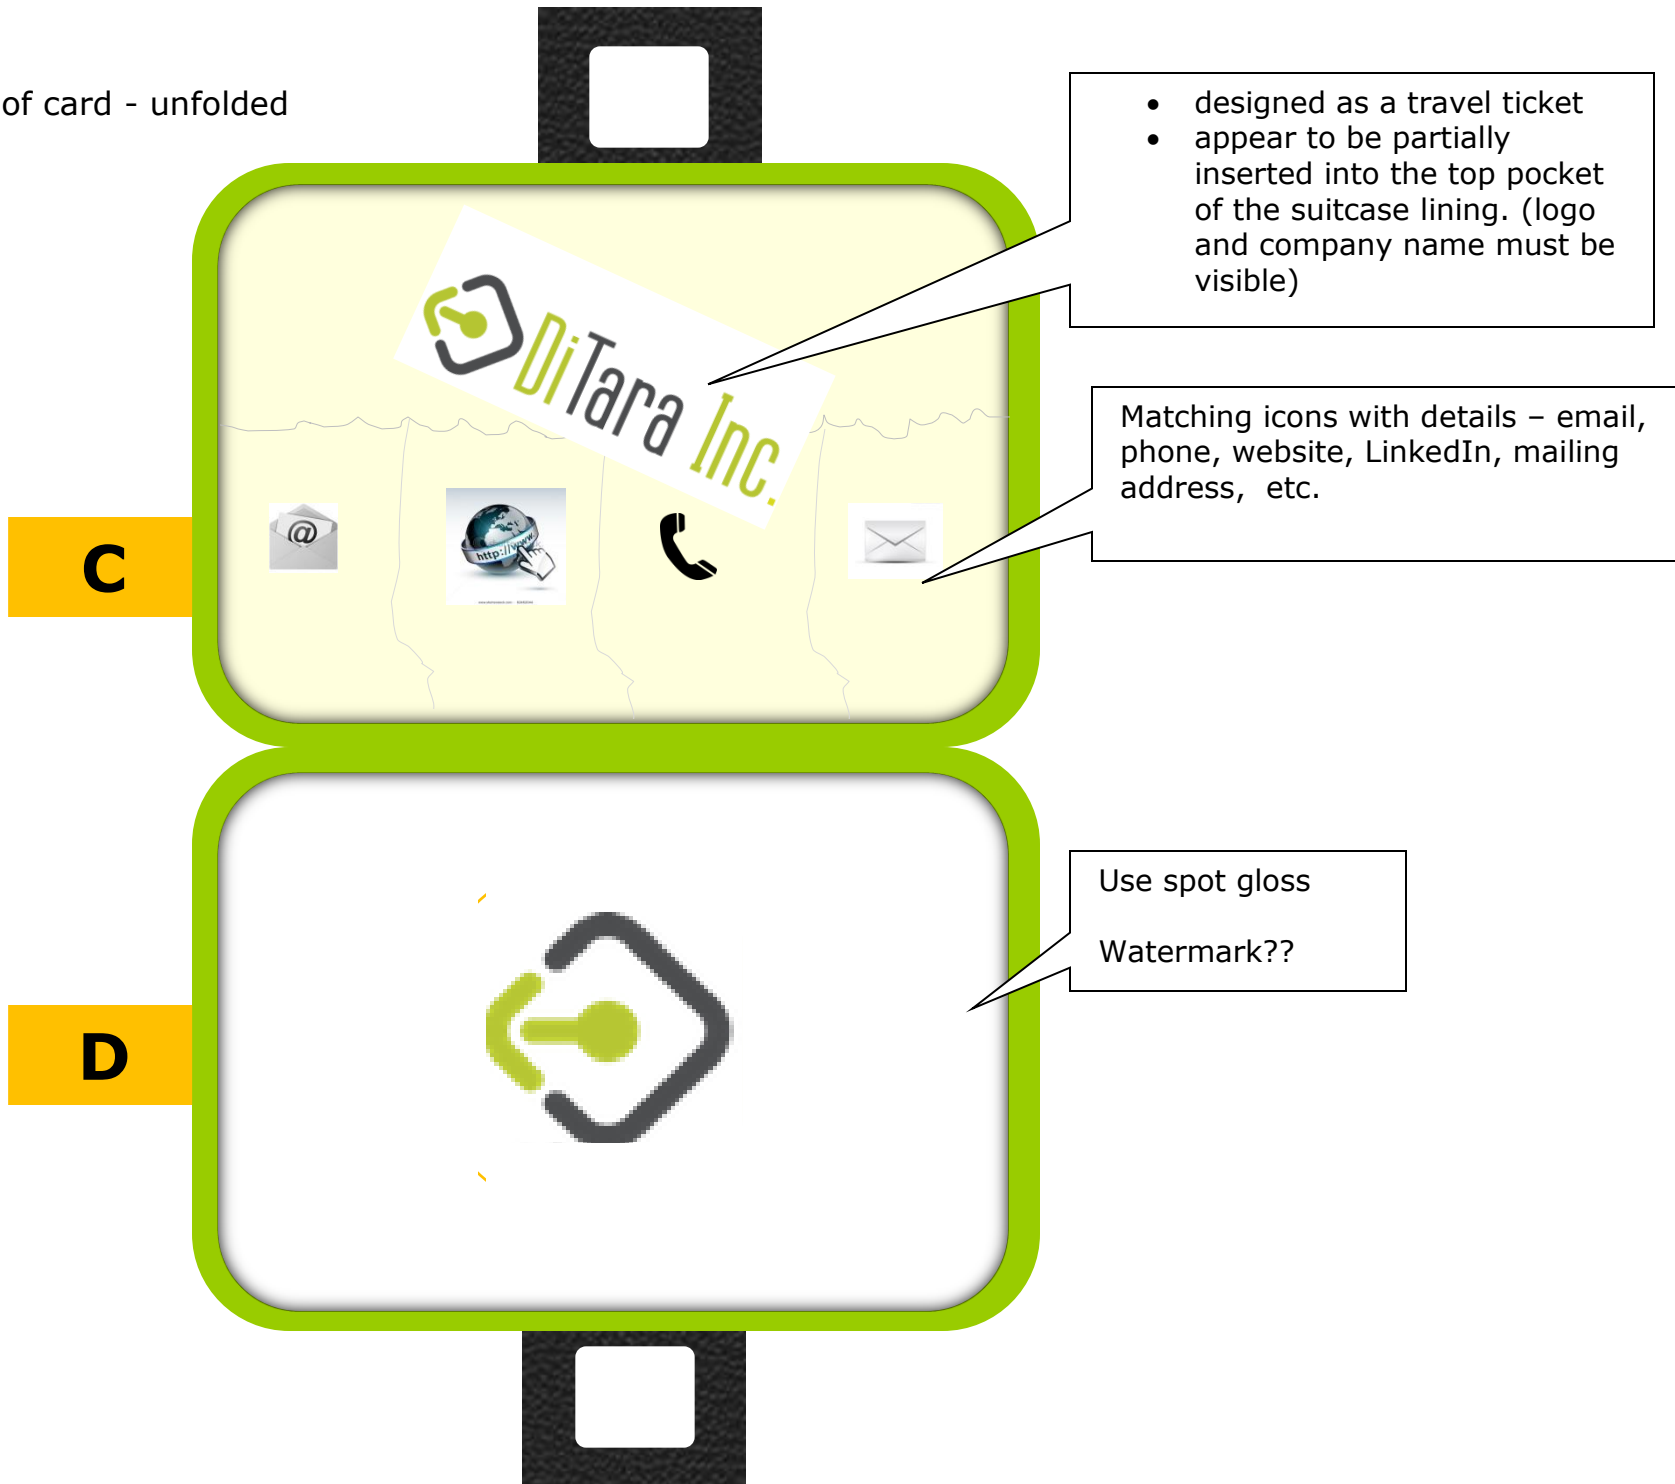 of card - unfolded
• designed as a travel ticket
• appear to be partially
inserted into the top pocket
of the suitcase lining. (logo
and company name must be
visible)
DiTara Inc.
Matching icons with details – email,
phone, website, LinkedIn, mailing
address, etc.
@
http://www.
C
Use spot gloss
Watermark??
D